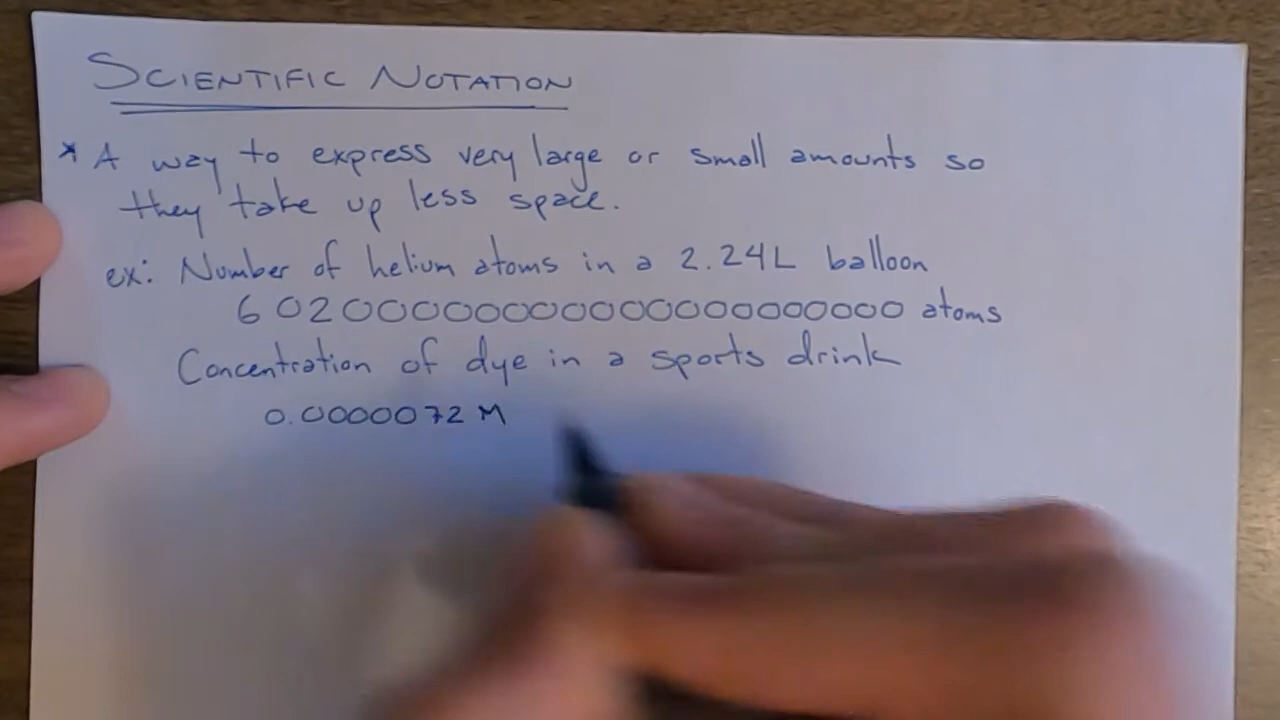 SCIENTIFIC NOTATION
* A way to express very large or small amounts so
they take up less space.
ex: Number of helium atoms in a 2.24L balloon
60200000000000000000000 atoms
Concentration of dye in a sports drink
0.0000072 M